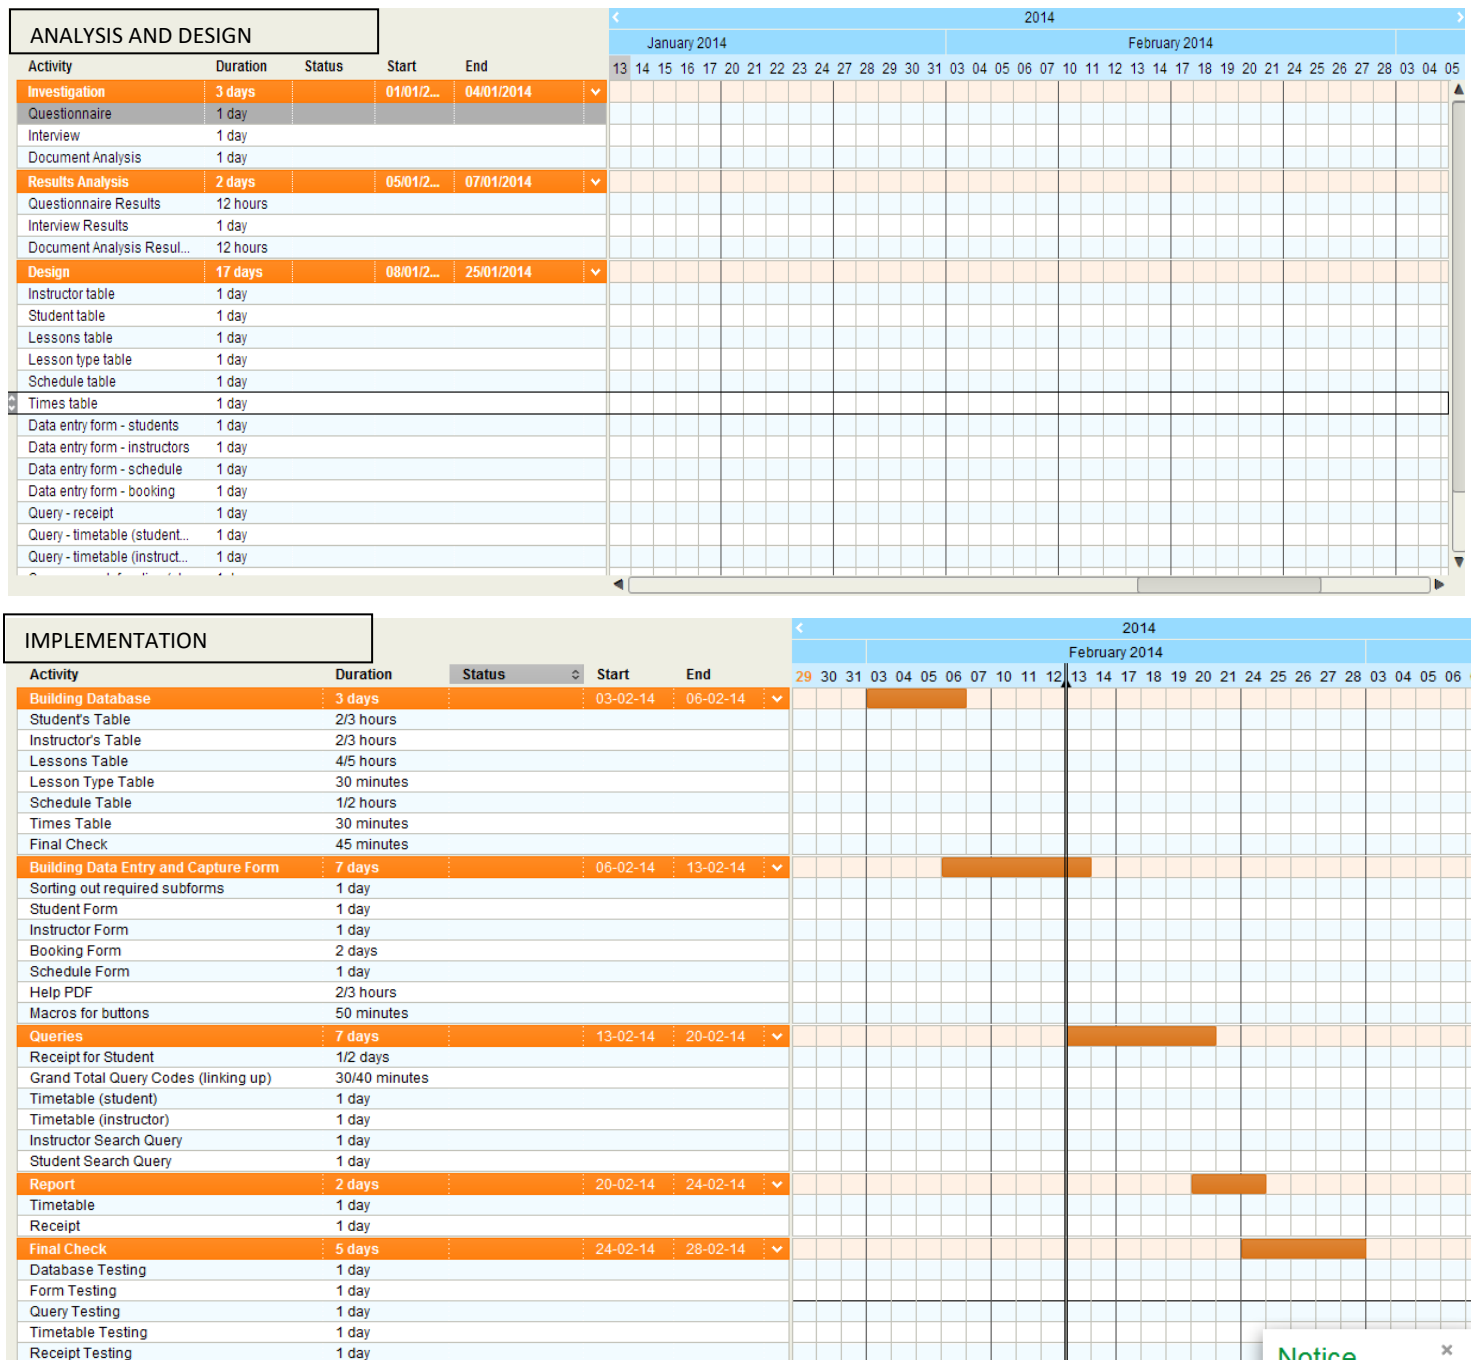 ANALYSIS AND DESIGN
2014
January 2014 February 2014
Activity Duration Status Start End 13 14 15 16 17 20 21 22 23 24 27 28 29 30 31 03 04 05 06 07 10 11 12 13 14 17 18 19 20 21 24 25 26 27 28 03 04 05
Investigation 3 days 01/01/2... 04/01/2014
Questionnaire 1 day
Interview 1 day
Document Analysis 1 day
Results Analysis 2 days 05/01/2... 07/01/2014
Questionnaire Results 12 hours
Interview Results 1 day
Document Analysis Resul... 12 hours
Design 17 days 08/01/2... 25/01/2014
Instructor table 1 day
Student table 1 day
Lessons table 1 day
Lesson type table 1 day
Schedule table 1 day
Times table 1 day
Data entry form - students 1 day
Data entry form - instructors 1 day
Data entry form - schedule 1 day
Data entry form - booking 1 day
Query - receipt 1 day
Query - timetable (student... 1 day
Query - timetable (instruct... 1 day
IMPLEMENTATION
2014
February 2014
Activity Duration Status Start End 29 30 31 03 04 05 06 07 10 11 12 13 14 17 18 19 20 21 24 25 26 27 28 03 04 05 06
Building Database 3 days 03-02-14 06-02-14
Student's Table 2/3 hours
Instructor's Table 2/3 hours
Lessons Table 4/5 hours
Lesson Type Table 30 minutes
Schedule Table 1/2 hours
Times Table 30 minutes
Final Check 45 minutes
Building Data Entry and Capture Form 7 days 06-02-14 13-02-14
Sorting out required subforms 1 day
Student Form 1 day
Instructor Form 1 day
Booking Form 2 days
Schedule Form 1 day
Help PDF 2/3 hours
Macros for buttons 50 minutes
Queries 7 days 13-02-14 20-02-14
Receipt for Student 1/2 days
Grand Total Query Codes (linking up) 30/40 minutes
Timetable (student) 1 day
Timetable (instructor) 1 day
Instructor Search Query 1 day
Student Search Query 1 day
Report 2 days 20-02-14 24-02-14
Timetable 1 day
Receipt 1 day
Final Check 5 days 24-02-14 28-02-14
Database Testing 1 day
Form Testing 1 day
Query Testing 1 day
Timetable Testing 1 day
Receipt Testing 1 day
Notice